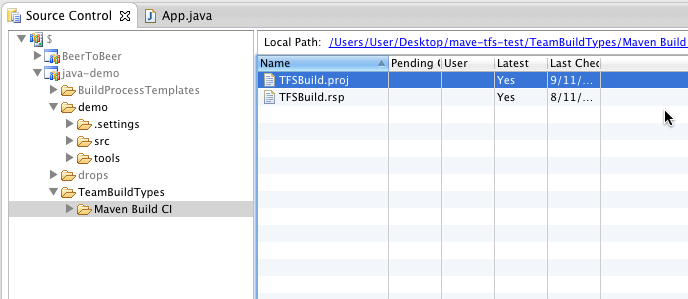 Source Control App.java
$
BeerToBeer
java-demo
BuildProcessTemplates
demo
.settings
src
tools
drops
TeamBuildTypes
Maven Build CI
Local Path: /Users/User/Desktop/mave-tfs-test/TeamBuildTypes/Maven Build
Name Pending User Latest Last Chec
TFSBuild.proj Yes 9/11/...
TFSBuild.rsp Yes 8/11/...